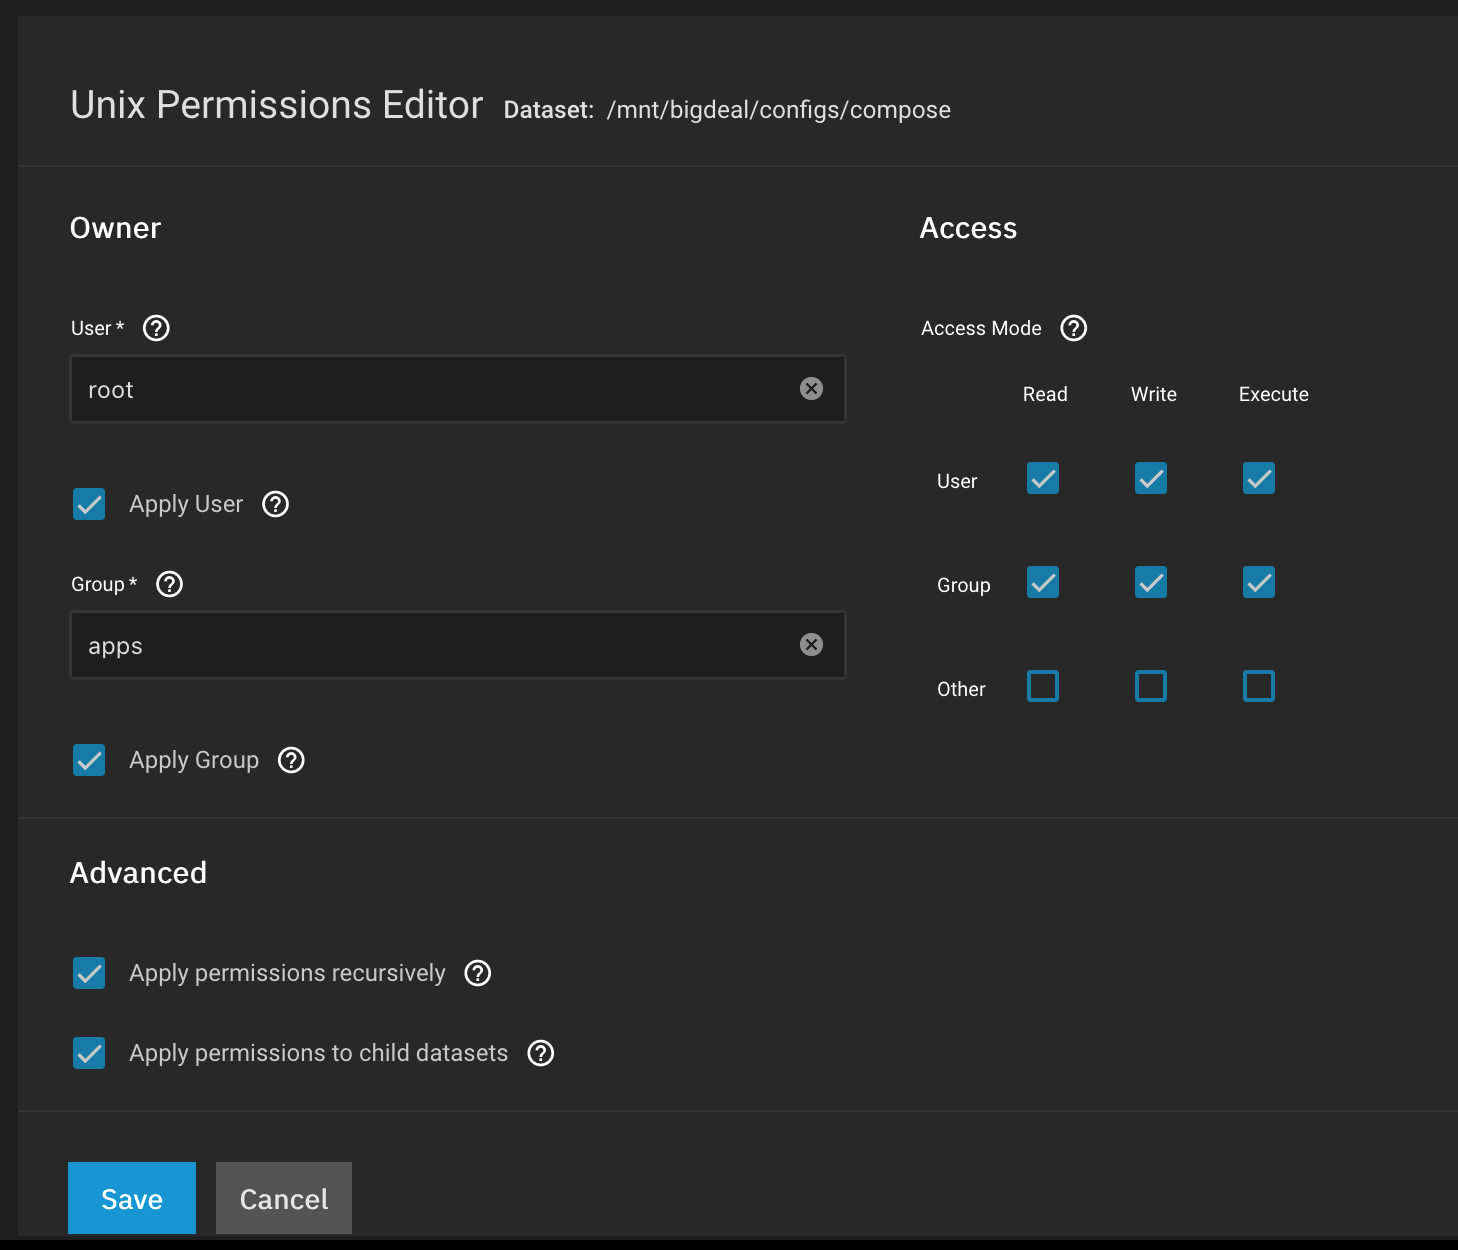 Unix Permissions Editor Dataset: /mnt/bigdeal/configs/compose
Owner
User *
root
Apply User
Group *
apps
Apply Group
Access
Access Mode
Read Write Execute
User
Group
Other
Advanced
Apply permissions recursively
Apply permissions to child datasets
Save Cancel